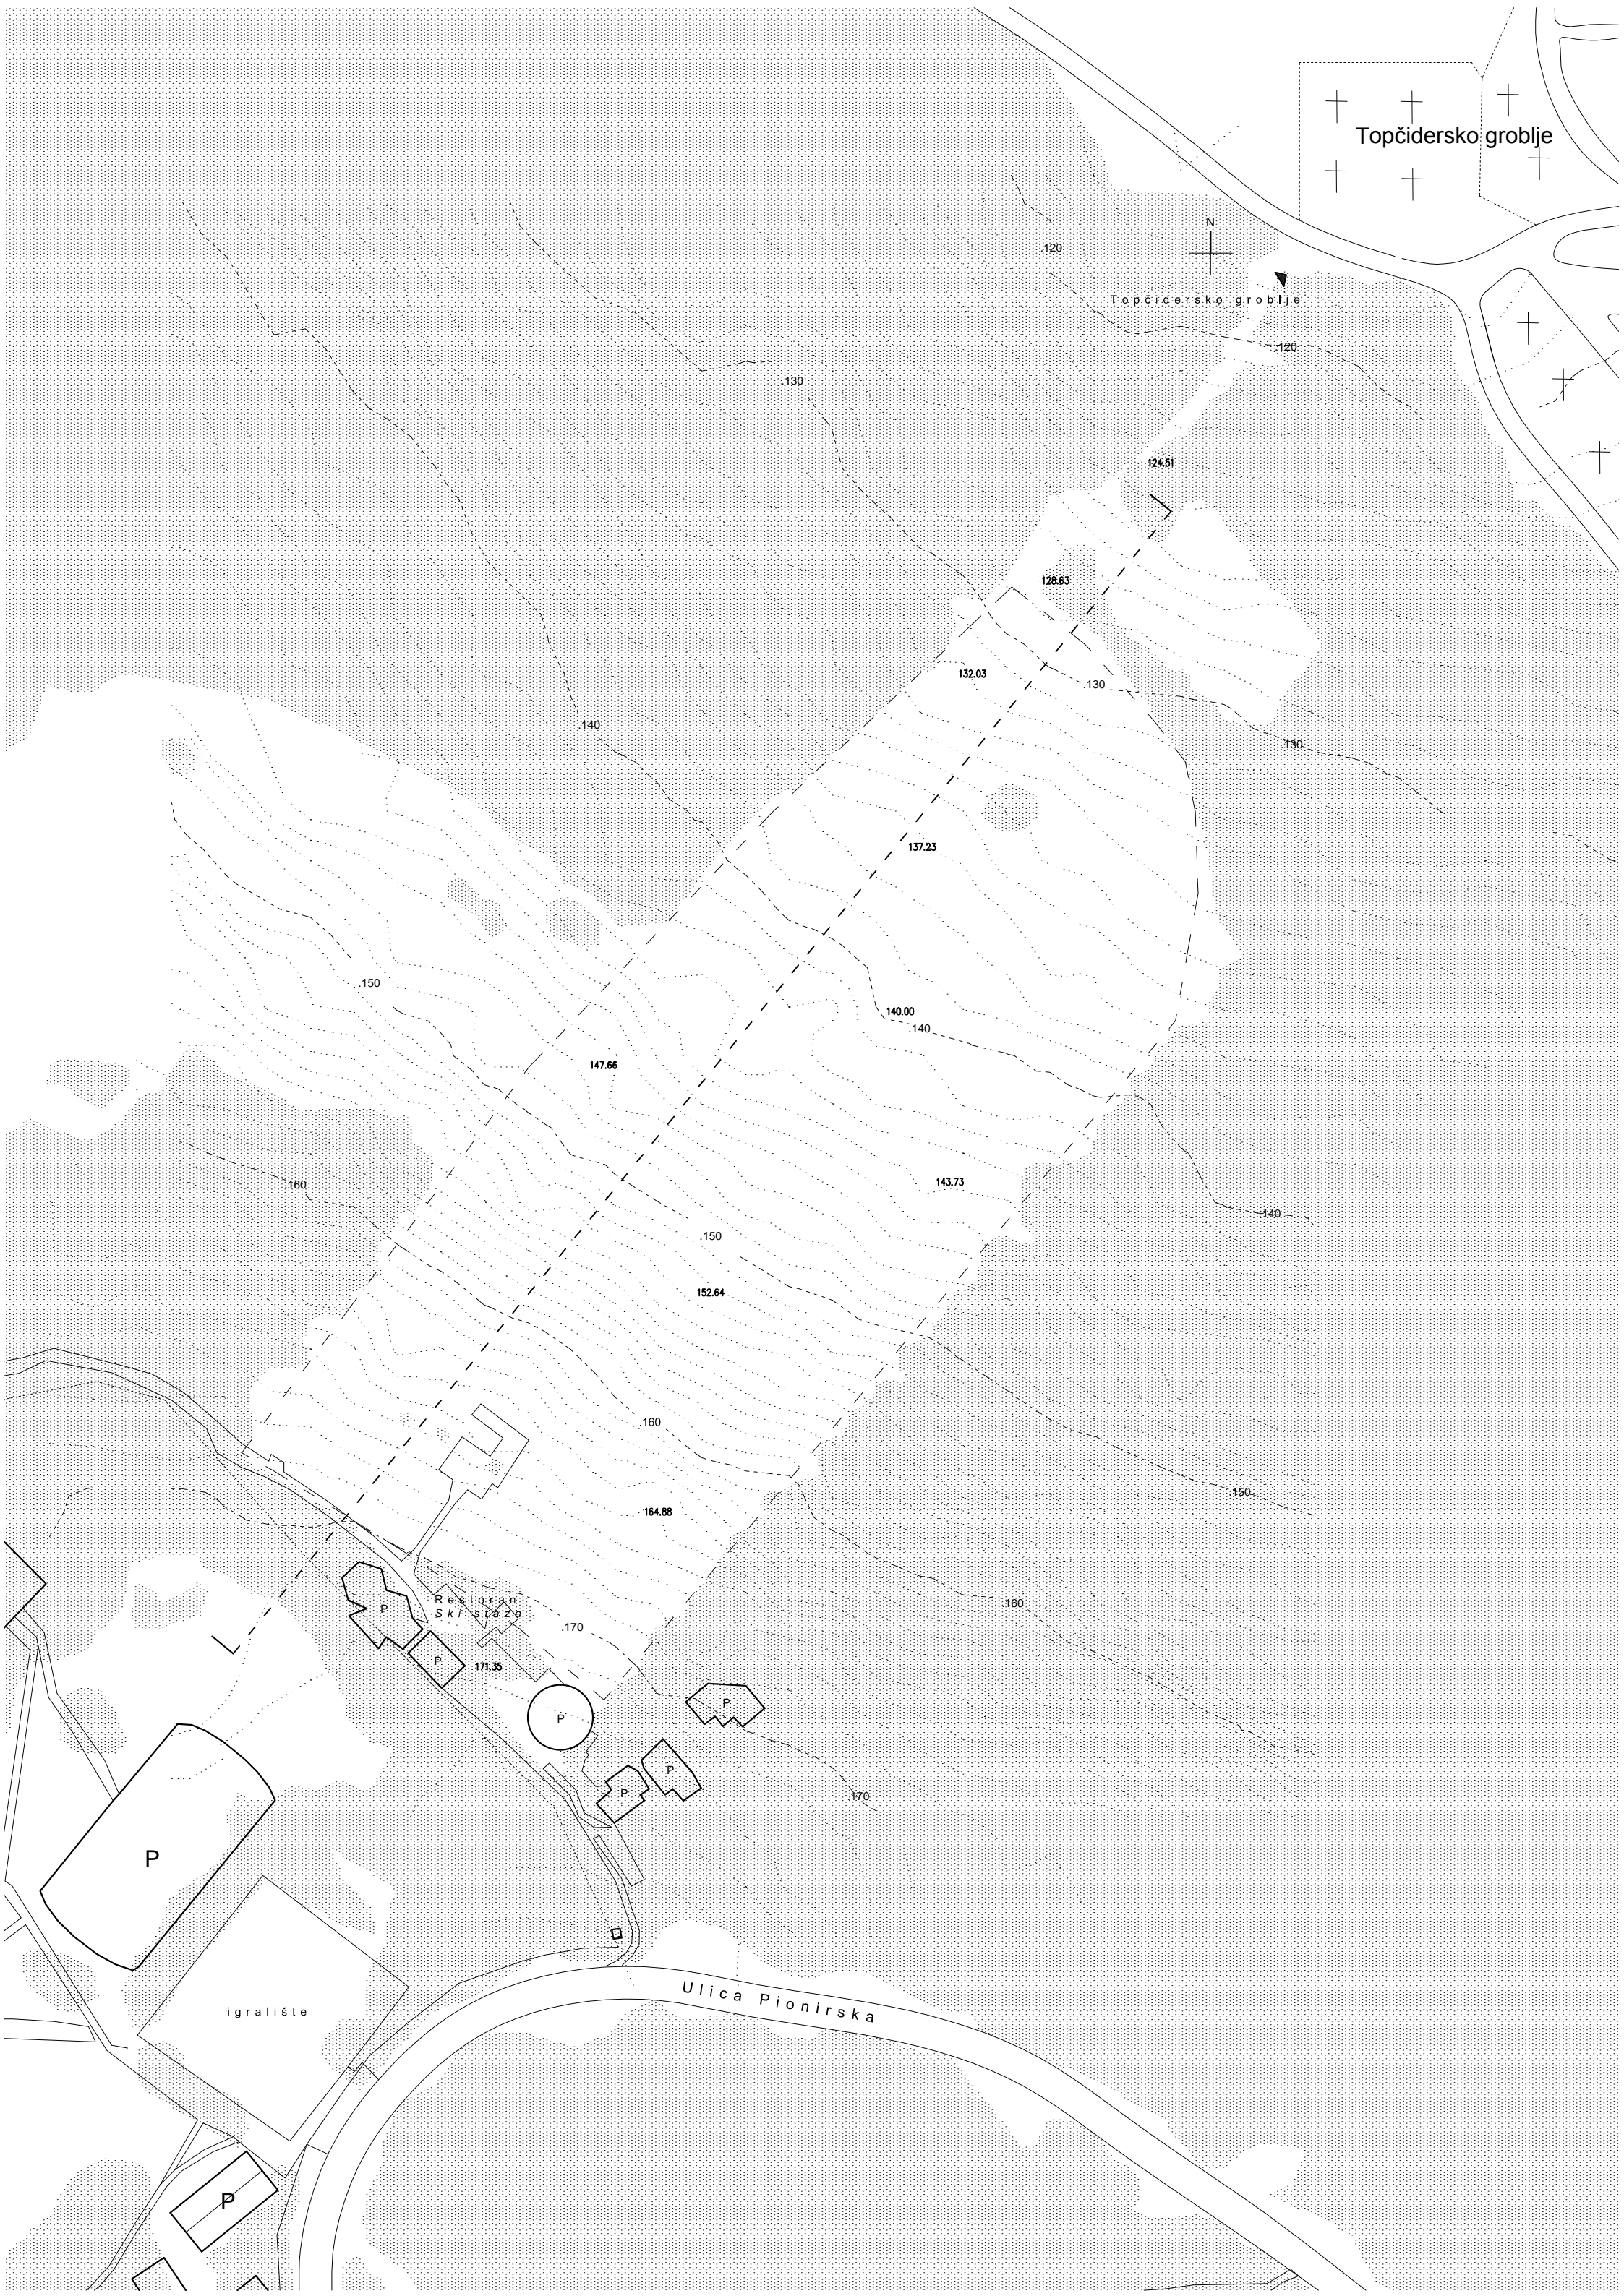 Topčidersko groblje
N
.120
Topčidersko groblje
.120
.130
124.51
128.63
132.03
.130
.140
.130
137.23
.150
140.00
.140
147.66
143.73
.160
.140
.150
152.64
.160
.150
164.88
Restoran
Ski staze
P
.160
.170
P
171.35
P
P
P
P
.170
P
Ulica Pionirska
igralište
P